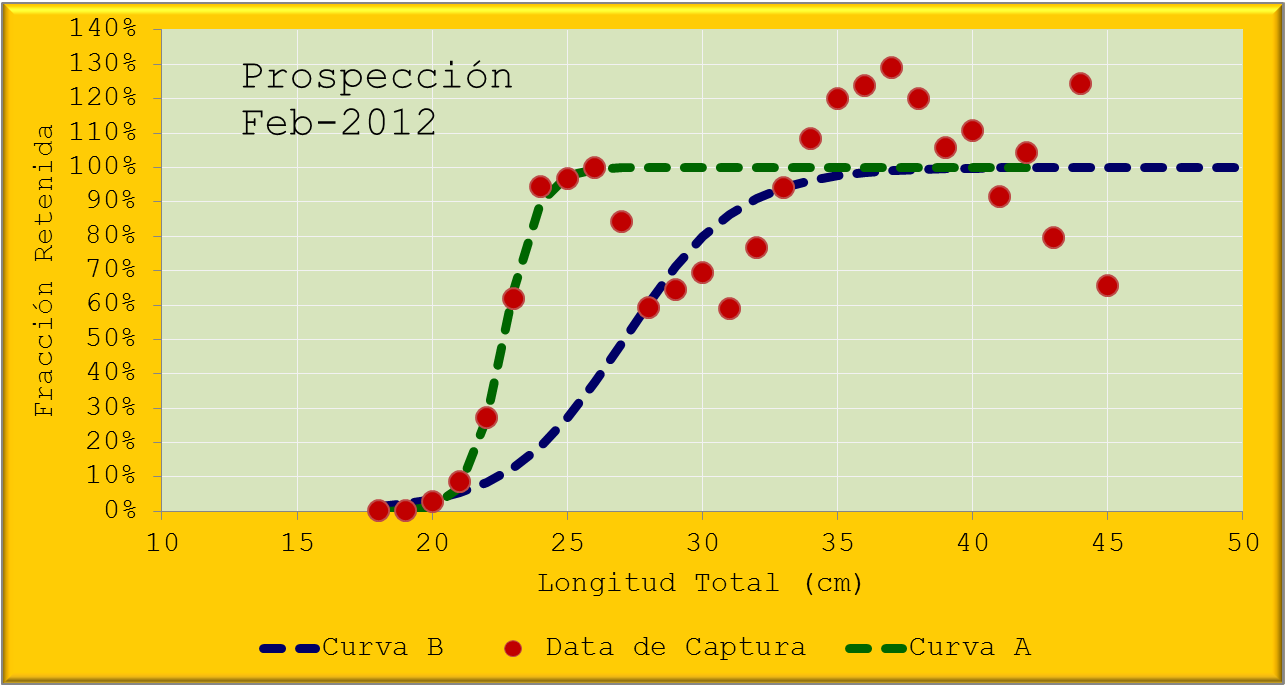 140%
130%
120%
110%
100%
90%
80%
70%
60%
50%
40%
30%
20%
10%
0%
Fracción Retenida
Prospección
Feb-2012
10 15 20 25 30 35 40 45 50
Longitud Total (cm)
Curva B Data de Captura Curva A